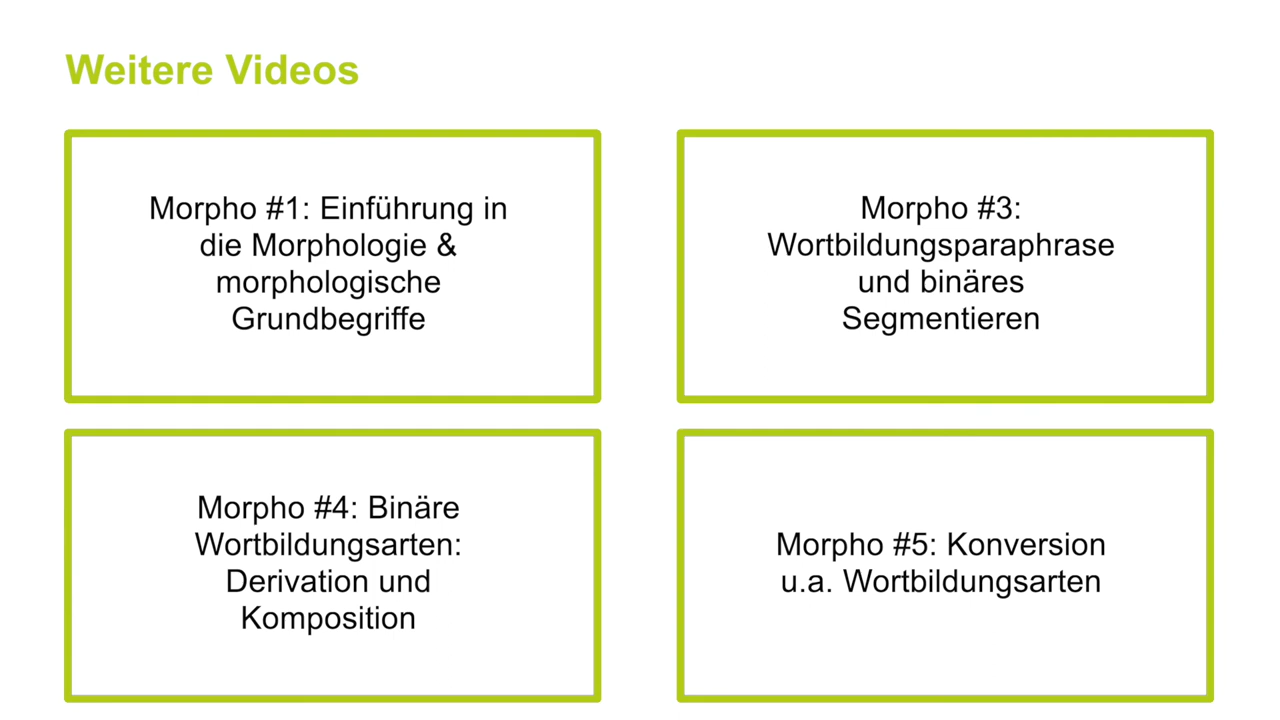 Weitere Videos
Morpho #1: Einführung in
die Morphologie &
morphologische
Grundbegriffe
Morpho #3:
Wortbildungsparaphrase
und binäres
Segmentieren
Morpho #4: Binäre
Wortbildungsarten:
Derivation und
Komposition
Morpho #5: Konversion
u.a. Wortbildungsarten